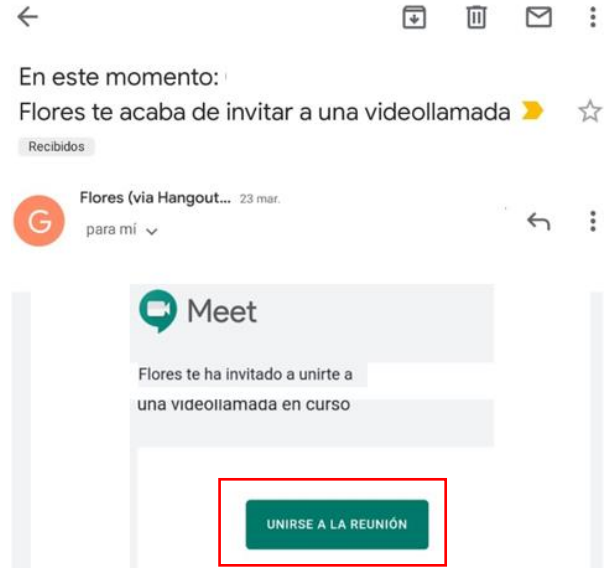 En este momento:
Flores te acaba de invitar a una videollamada
Recibidos
G
Flores (via Hangout... 23 mar.
para mí
Meet
Flores te ha invitado a unirte a
una videollamada en curso
UNIRSE A LA REUNIÓN